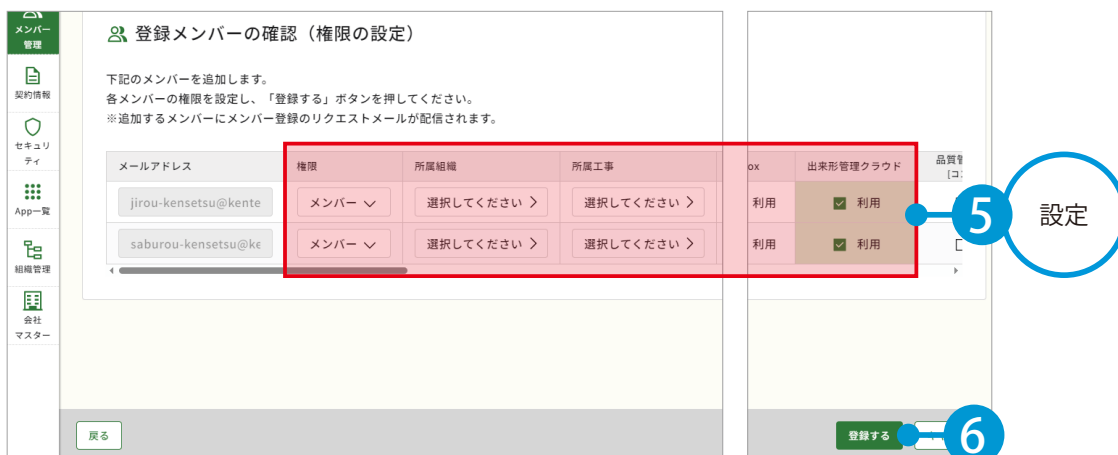 メンバー
管理
契約情報
セキュリ
ティ
App一覧
組織管理
会社
マスター
登録メンバーの確認（権限の設定）
下記のメンバーを追加します。
各メンバーの権限を設定し、「登録する」ボタンを押してください。
※追加するメンバーにメンバー登録のリクエストメールが配信されます。
メールアドレス 権限 所属組織 所属工事 ox 出来形管理クラウド 品質管
[コ
jirou-kensetsu@kente メンバー 選択してください 選択してください 利用 利用
saburou-kensetsu@ke メンバー 選択してください 選択してください 利用 利用
5 設定
戻る 登録する 6